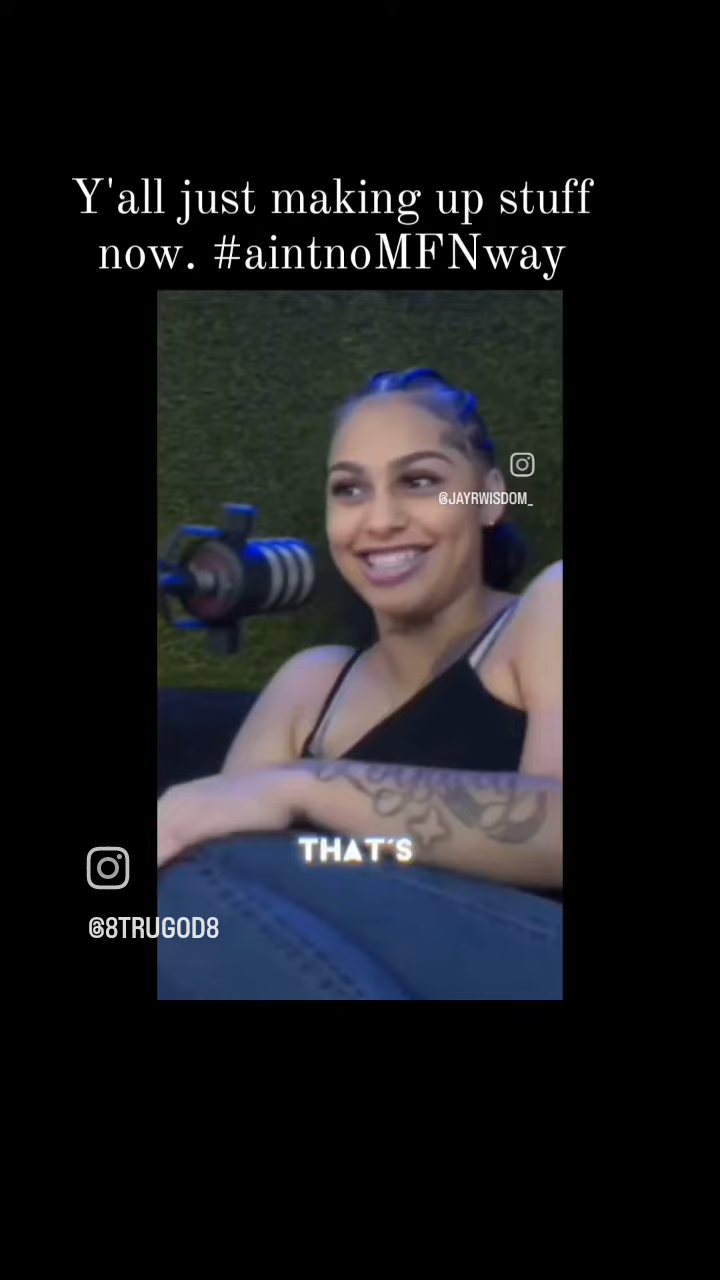 Y'all just making up stuff
now. #aintnoMFNway
@JAYRWISDOM_
THAT'S
@8TRUGOD8